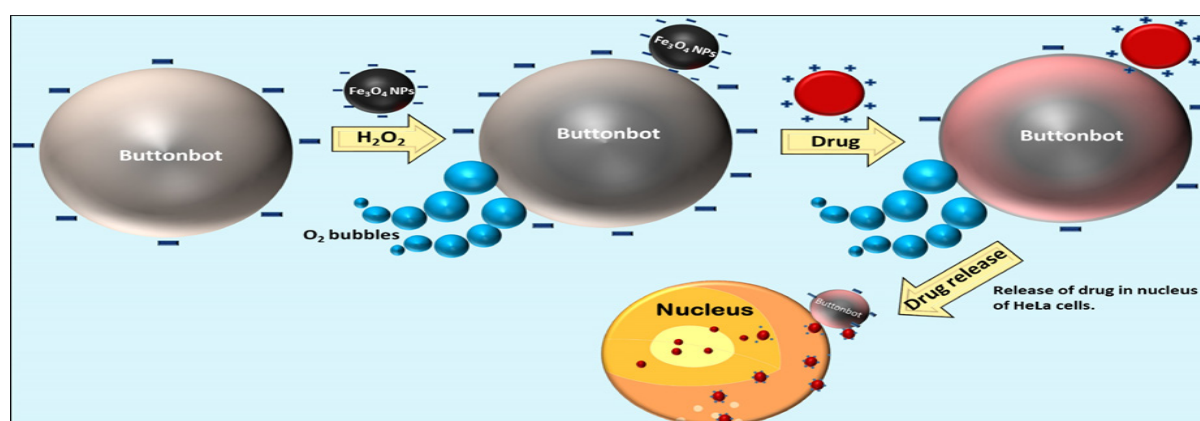 Buttonbot
Fe₃O₄ NPs
H₂O₂
O₂ bubbles
Buttonbot
Fe₃O₄ NPs
Drug
Buttonbot
Drug release
Release of drug in nucleus
of HeLa cells.
Nucleus
Buttonbot